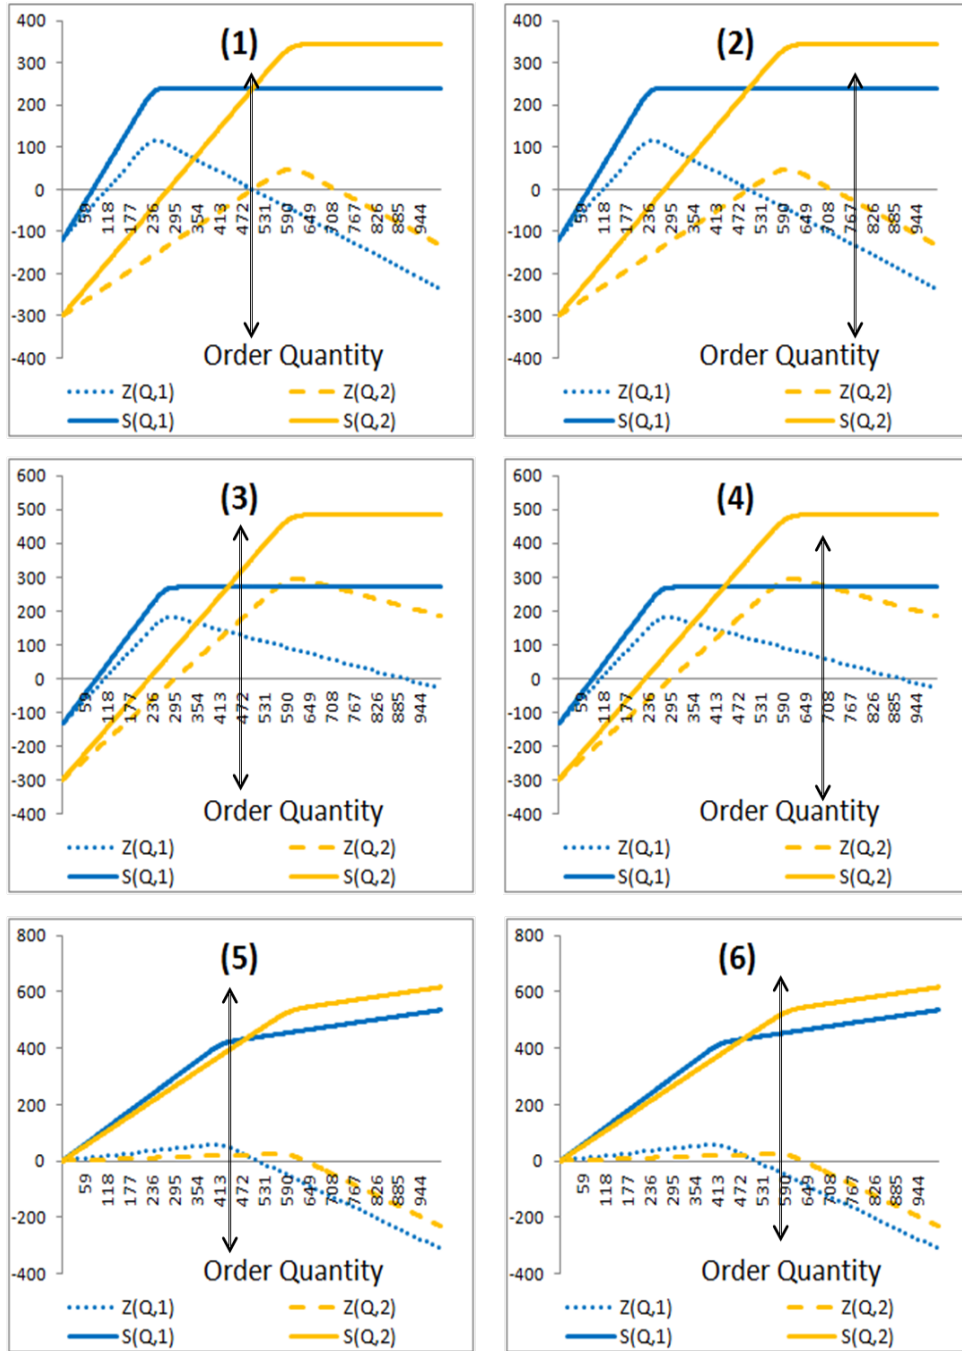 (1)
400
300
200
100
0
-100
-200
-300
-400
59 118 177 236 295 354 413 472 531 590 649 708 767 826 885 944
Order Quantity
Z(Q,1) Z(Q,2)
S(Q,1) S(Q,2)
(2)
400
300
200
100
0
-100
-200
-300
-400
59 118 177 236 295 354 413 472 531 590 649 708 767 826 885 944
Order Quantity
Z(Q,1) Z(Q,2)
S(Q,1) S(Q,2)
(3)
600
500
400
300
200
100
0
-100
-200
-300
-400
59 118 177 236 295 354 413 472 531 590 649 708 767 826 885 944
Order Quantity
Z(Q,1) Z(Q,2)
S(Q,1) S(Q,2)
(4)
600
500
400
300
200
100
0
-100
-200
-300
-400
59 118 177 236 295 354 413 472 531 590 649 708 767 826 885 944
Order Quantity
Z(Q,1) Z(Q,2)
S(Q,1) S(Q,2)
(5)
800
600
400
200
0
-200
-400
59 118 177 236 295 354 413 472 531 590 649 708 767 826 885 944
Order Quantity
Z(Q,1) Z(Q,2)
S(Q,1) S(Q,2)
(6)
800
600
400
200
0
-200
-400
59 118 177 236 295 354 413 472 531 590 649 708 767 826 885 944
Order Quantity
Z(Q,1) Z(Q,2)
S(Q,1) S(Q,2)